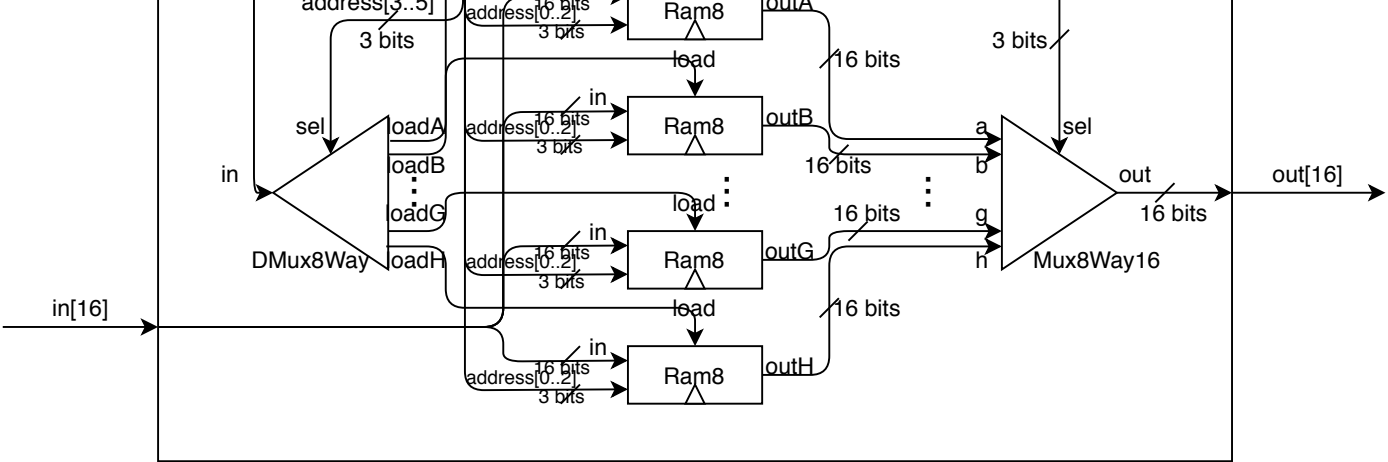 address[3..5]
3 bits
16 bits
address[0..2]
3 bits
Ram8
outA
3 bits
load
16 bits
in
16 bits
address[0..2]
3 bits
Ram8
outB
sel
loadA
a
sel
loadB
16 bits
b
in
⋮
⋮
⋮
out
16 bits
out[16]
load
loadG
16 bits
g
in
16 bits
address[0..2]
3 bits
Ram8
outG
DMux8Way
loadH
h
Mux8Way16
in[16]
load
16 bits
in
16 bits
address[0..2]
3 bits
Ram8
outH